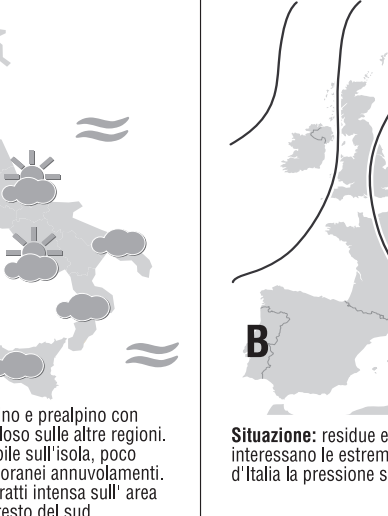 B
no e prealpino con
loso sulle altre regioni.
bile sull'isola, poco
oranei annuvolamenti.
ratti intensa sull' area
resto del sud
Situazione: residue e
interessano le estrem
d'Italia la pressione s